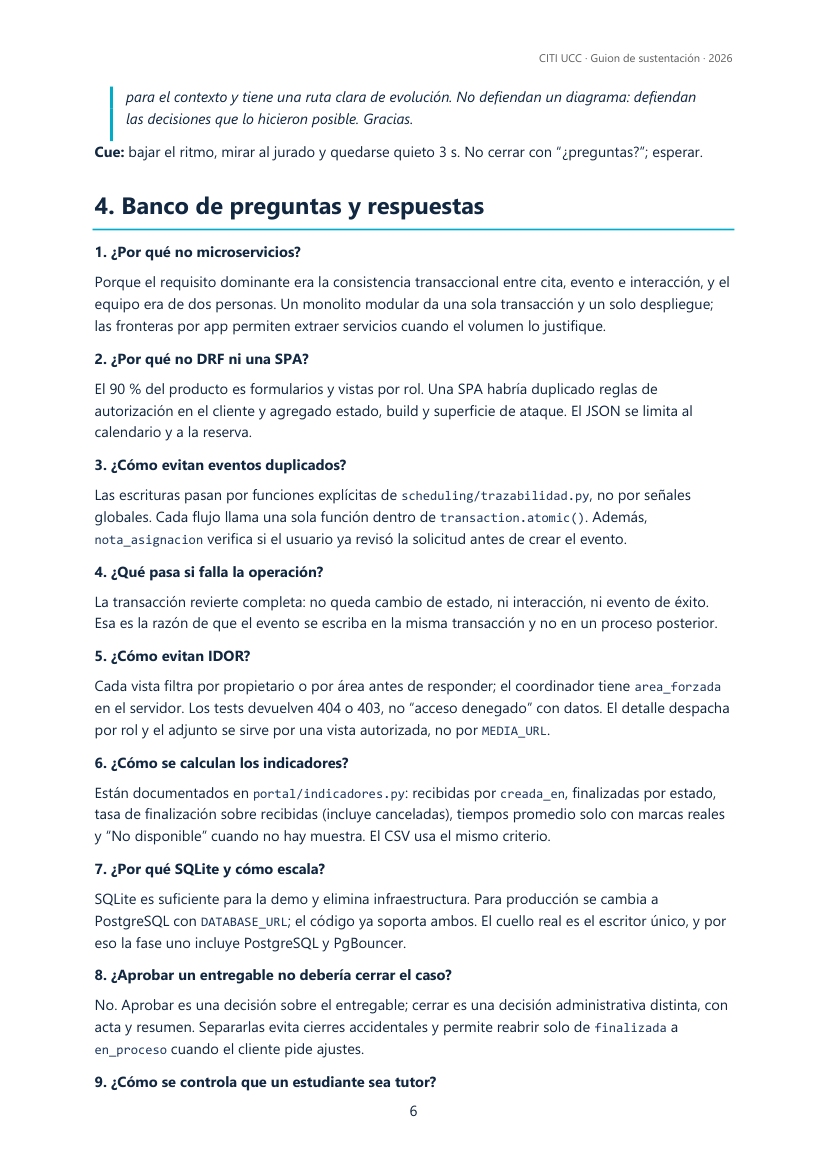 CITI UCC · Guion de sustentación · 2026
para el contexto y tiene una ruta clara de evolución. No defiendan un diagrama: defiendan
las decisiones que lo hicieron posible. Gracias.
Cue: bajar el ritmo, mirar al jurado y quedarse quieto 3 s. No cerrar con “¿preguntas?”; esperar.
4. Banco de preguntas y respuestas
1. ¿Por qué no microservicios?
Porque el requisito dominante era la consistencia transaccional entre cita, evento e interacción, y el
equipo era de dos personas. Un monolito modular da una sola transacción y un solo despliegue;
las fronteras por app permiten extraer servicios cuando el volumen lo justifique.
2. ¿Por qué no DRF ni una SPA?
El 90 % del producto es formularios y vistas por rol. Una SPA habría duplicado reglas de
autorización en el cliente y agregado estado, build y superficie de ataque. El JSON se limita al
calendario y a la reserva.
3. ¿Cómo evitan eventos duplicados?
Las escrituras pasan por funciones explícitas de scheduling/trazabilidad.py, no por señales
globales. Cada flujo llama una sola función dentro de transaction.atomic(). Además,
nota_asignacion verifica si el usuario ya revisó la solicitud antes de crear el evento.
4. ¿Qué pasa si falla la operación?
La transacción revierte completa: no queda cambio de estado, ni interacción, ni evento de éxito.
Esa es la razón de que el evento se escriba en la misma transacción y no en un proceso posterior.
5. ¿Cómo evitan IDOR?
Cada vista filtra por propietario o por área antes de responder; el coordinador tiene area_forzada
en el servidor. Los tests devuelven 404 o 403, no “acceso denegado” con datos. El detalle despacha
por rol y el adjunto se sirve por una vista autorizada, no por MEDIA_URL.
6. ¿Cómo se calculan los indicadores?
Están documentados en portal/indicadores.py: recibidas por creada_en, finalizadas por estado,
tasa de finalización sobre recibidas (incluye canceladas), tiempos promedio solo con marcas reales
y “No disponible” cuando no hay muestra. El CSV usa el mismo criterio.
7. ¿Por qué SQLite y cómo escala?
SQLite es suficiente para la demo y elimina infraestructura. Para producción se cambia a
PostgreSQL con DATABASE_URL; el código ya soporta ambos. El cuello real es el escritor único, y por
eso la fase uno incluye PostgreSQL y PgBouncer.
8. ¿Aprobar un entregable no debería cerrar el caso?
No. Aprobar es una decisión sobre el entregable; cerrar es una decisión administrativa distinta, con
acta y resumen. Separarlas evita cierres accidentales y permite reabrir solo de finalizada a
en_proceso cuando el cliente pide ajustes.
9. ¿Cómo se controla que un estudiante sea tutor?
6